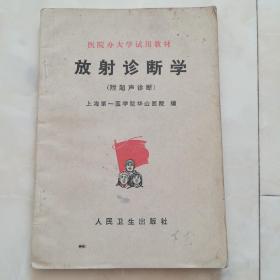 医院办大学试用教材
放射诊断学
(附超声诊断)
上海第一医学院华山医院 编
人民卫生出版社